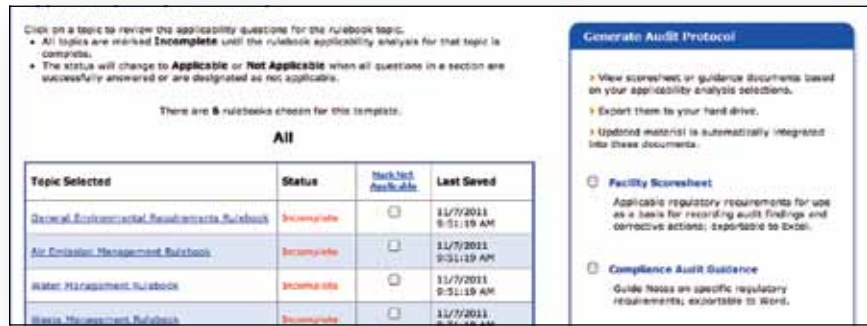 Click on a topic to review the applicability questions for the rulebook topic.
• All topics are marked Incomplete until the rulebook applicability analysis for that topic is
complete.
• The status will change to Applicable or Not Applicable when all questions in a section are
successfully answered or are designated as not applicable.
There are 6 rulebooks chosen for this template.
All
Topic Selected Status Mark Not Applicable Last Saved
General Environmental Requirements Rulebook Incomplete 11/7/2011 9:51:19 AM
Air Emission Management Rulebook Incomplete 11/7/2011 9:51:19 AM
Water Management Rulebook Incomplete 11/7/2011 9:51:19 AM
Waste Management Rulebook Incomplete 11/7/2011
Generate Audit Protocol
View scoresheet or guidance documents based
on your applicability analysis selections.
Export them to your hard drive.
Updated material is automatically integrated
into these documents.
Facility Scoresheet
Applicable regulatory requirements for use
as a basis for recording audit findings and
corrective actions; exportable to Excel.
Compliance Audit Guidance
Guide Notes on specific regulatory
requirements; exportable to Word.